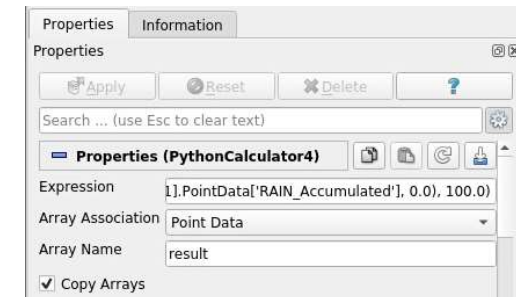 Properties Information
Properties
Apply Reset Delete ?
Search ... (use Esc to clear text)
Properties (PythonCalculator4)
Expression 1].PointData['RAIN_Accumulated'], 0.0), 100.0)
Array Association Point Data
Array Name result
Copy Arrays